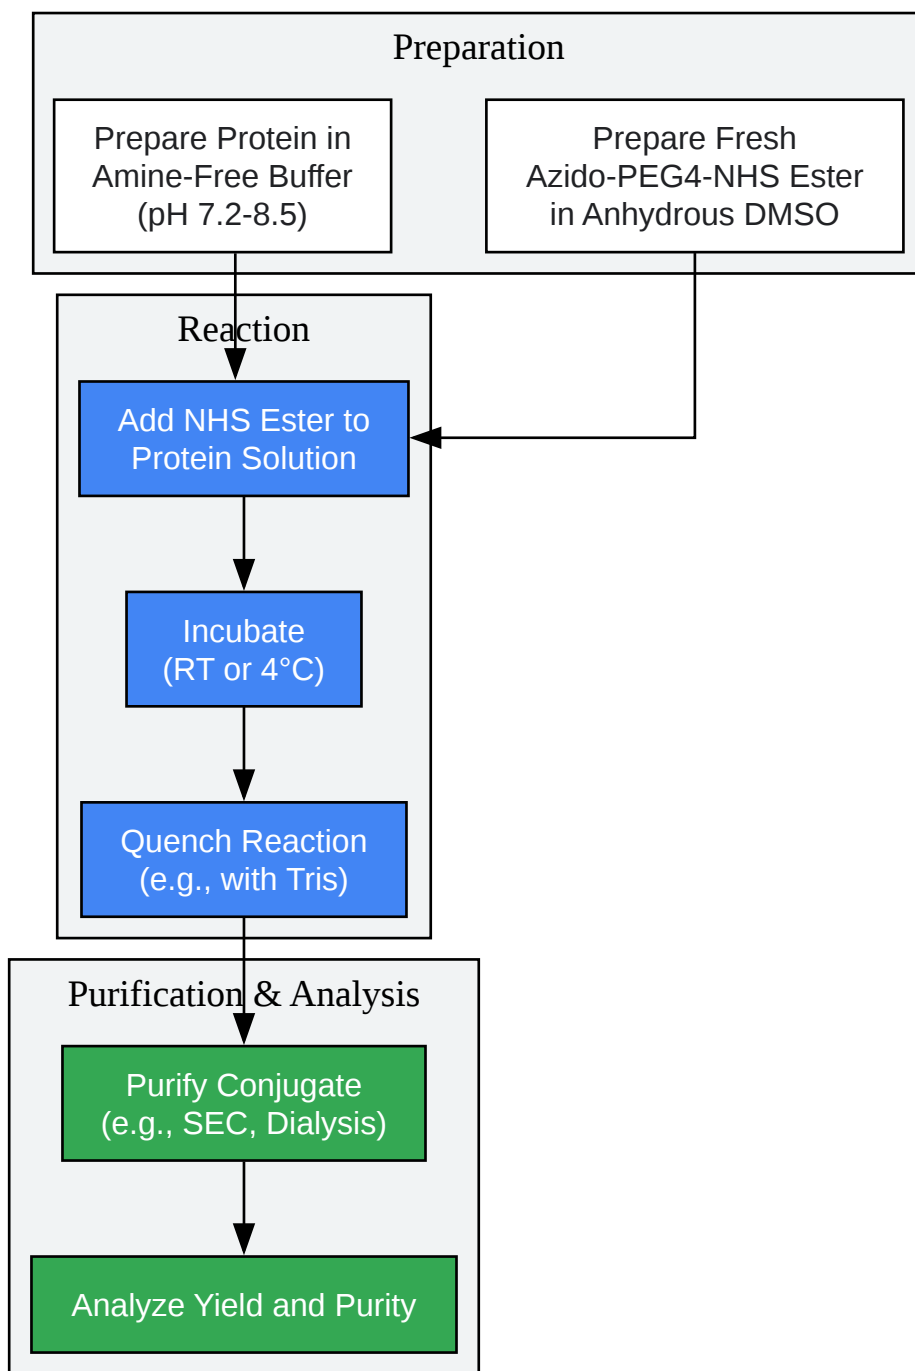 Preparation
Prepare Protein in
Amine-Free Buffer
(pH 7.2-8.5)
Prepare Fresh
Azido-PEG4-NHS Ester
in Anhydrous DMSO
Reaction
Add NHS Ester to
Protein Solution
Incubate
(RT or 4°C)
Quench Reaction
(e.g., with Tris)
Purification & Analysis
Purify Conjugate
(e.g., SEC, Dialysis)
Analyze Yield and Purity